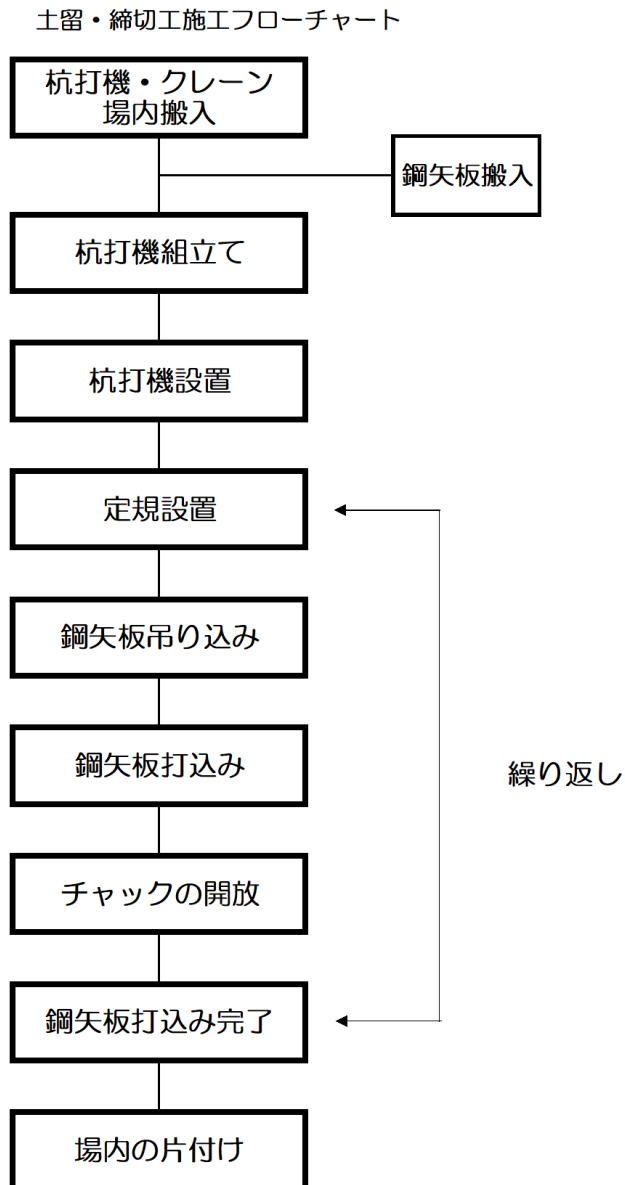 土留・締切工施工フローチャート
杭打機・クレーン
場内搬入
鋼矢板搬入
杭打機組立て
杭打機設置
定規設置
鋼矢板吊り込み
鋼矢板打込み
繰り返し
チャックの開放
鋼矢板打込み完了
場内の片付け